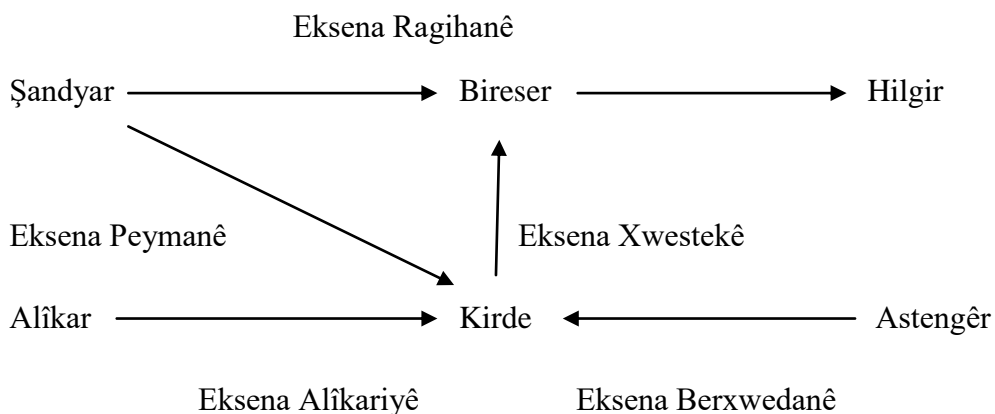 Eksena Ragihanê
Şandyar Bireser Hilgir
Eksena Peymanê Eksena Xwestekê
Alîkar Kirde Astengêr
Eksena Alîkariyê Eksena Berxwedanê